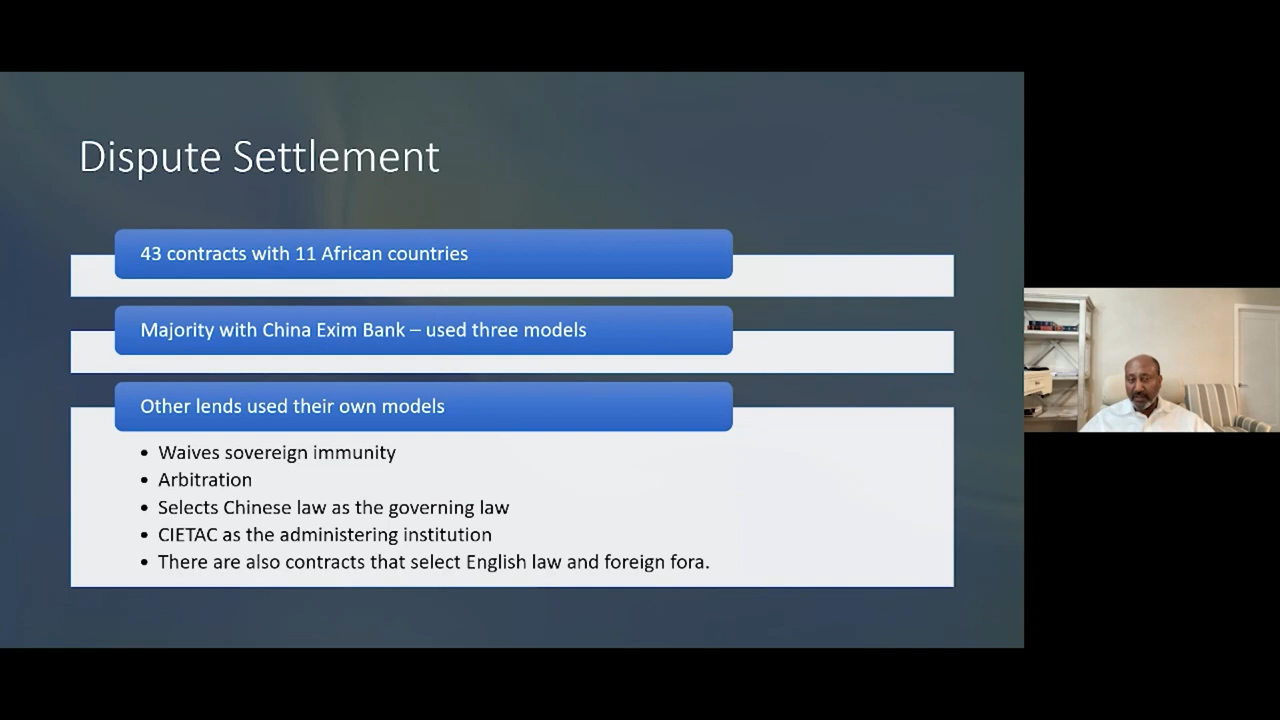 Dispute Settlement
43 contracts with 11 African countries
Majority with China Exim Bank – used three models
Other lends used their own models
• Waives sovereign immunity
• Arbitration
• Selects Chinese law as the governing law
• CIETAC as the administering institution
• There are also contracts that select English law and foreign fora.